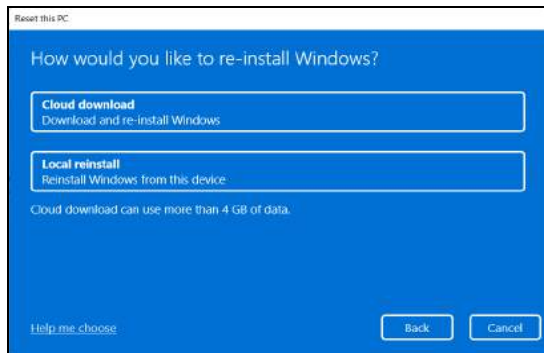 Reset this PC
How would you like to re-install Windows?
Cloud download
Download and re-install Windows
Local reinstall
Reinstall Windows from this device
Cloud download can use more than 4 GB of data.
Help me choose
Back
Cancel